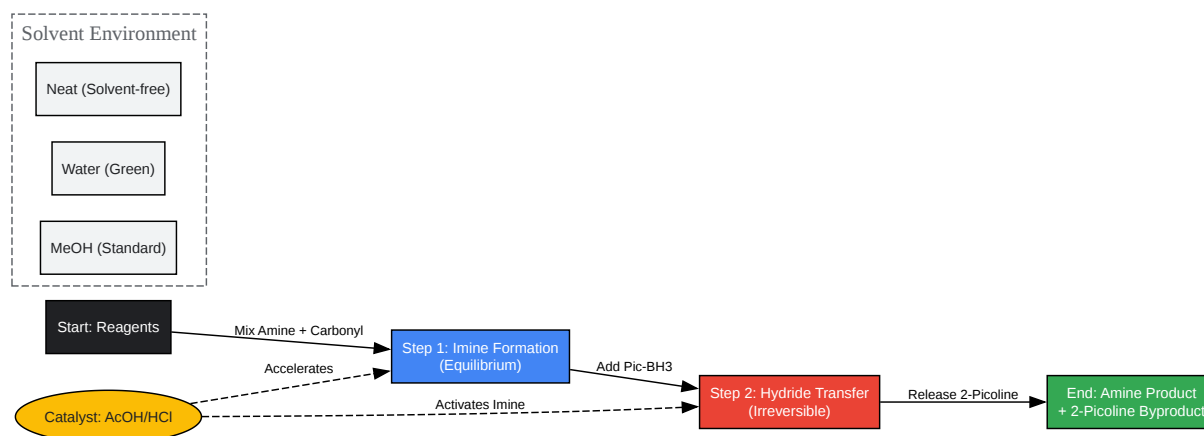 Solvent Environment
Neat (Solvent-free)
Water (Green)
MeOH (Standard)
Start: Reagents
Mix Amine + Carbonyl
Step 1: Imine Formation
(Equilibrium)
Accelerates
Add Pic-BH3
Catalyst: AcOH/HCl
Activates Imine
Step 2: Hydride Transfer
(Irreversible)
Release 2-Picoline
End: Amine Product
+ 2-Picoline Byproduct